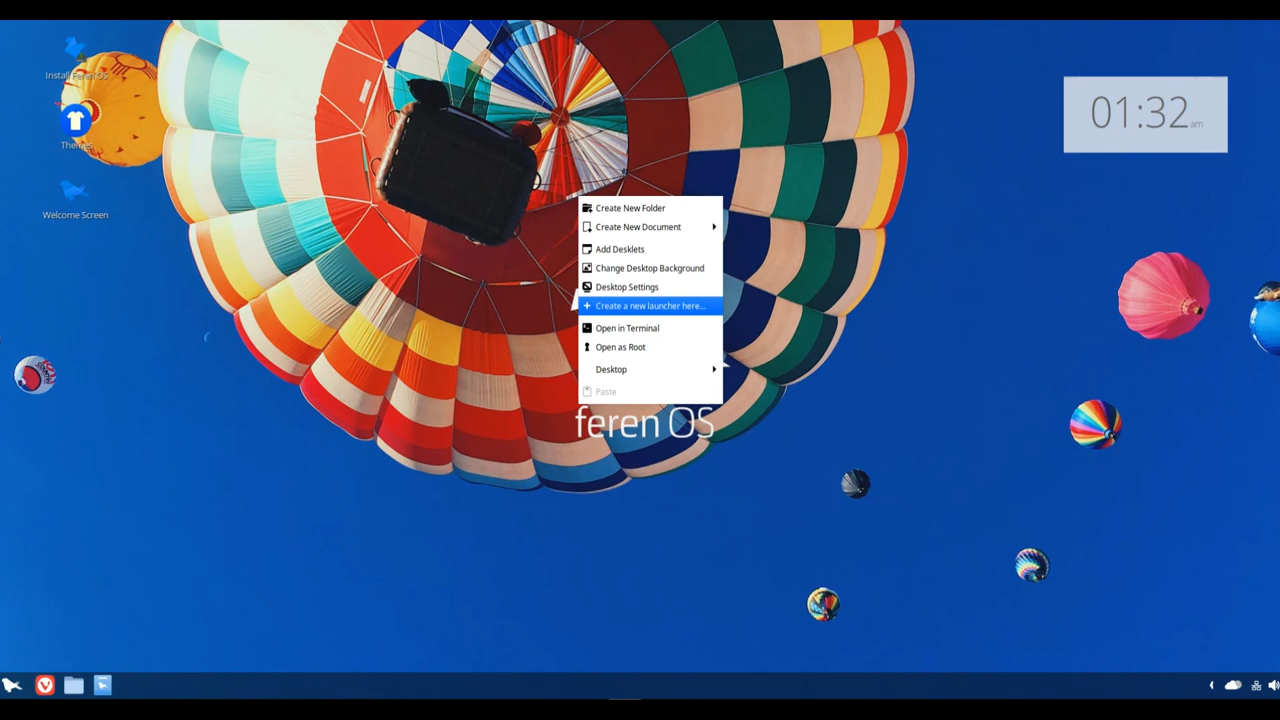 Install Feren OS
Themes
Welcome Screen
01:32 am
Create New Folder
Create New Document
Add Desklets
Change Desktop Background
Desktop Settings
Create a new launcher here...
Open in Terminal
Open as Root
Desktop
Paste
feren OS